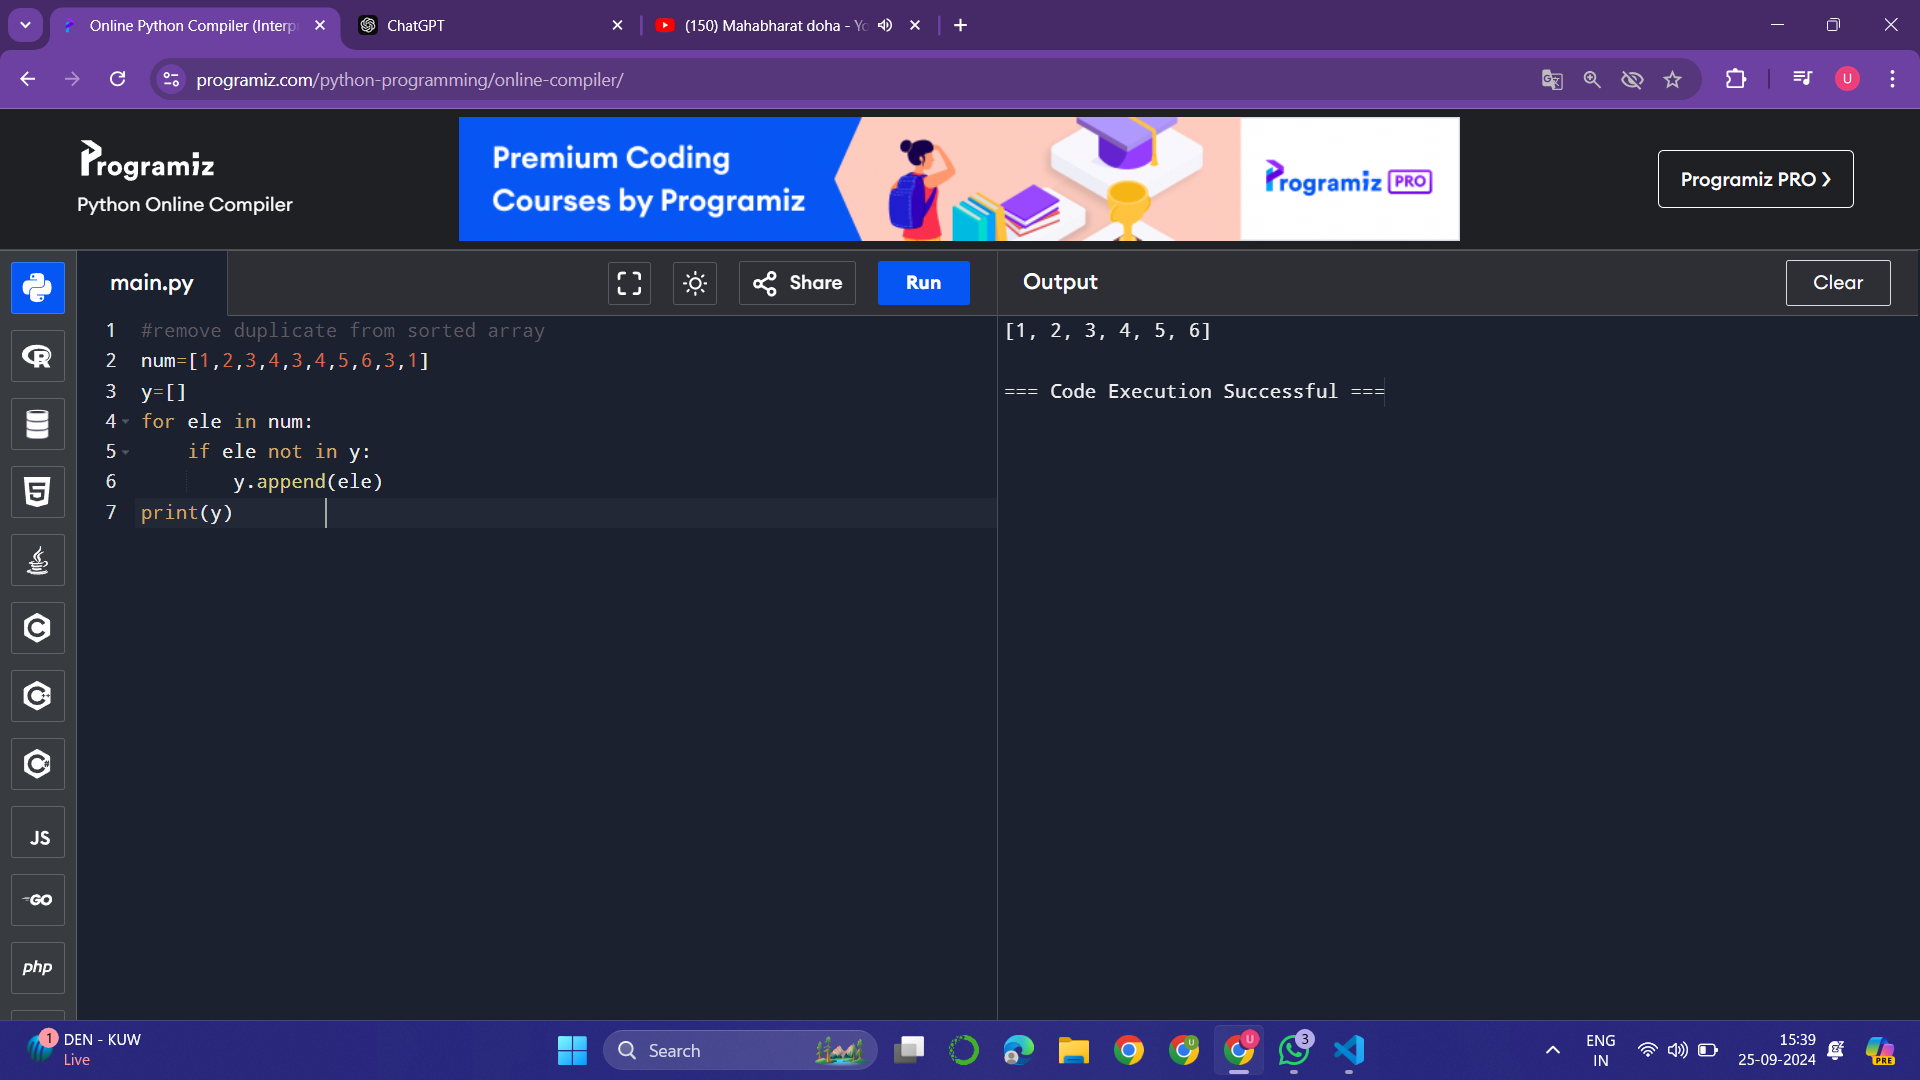 Online Python Compiler (Interp
ChatGPT
(150) Mahabharat doha - Yo
programiz.com/python-programming/online-compiler/
U
Programiz
Python Online Compiler
Premium Coding
Courses by Programiz
Programiz PRO
Programiz PRO ❯
main.py
Share
Run
Output
Clear
1 #remove duplicate from sorted array
2 num=[1,2,3,4,3,4,5,6,3,1]
3 y=[]
4 for ele in num:
5     if ele not in y:
6         y.append(ele)
7 print(y)
[1, 2, 3, 4, 5, 6]
=== Code Execution Successful ===
R
5
C
C++
C#
JS
GO
php
1
DEN - KUW
Live
Search
U
U
3
ENG
IN
15:39
25-09-2024
PRE